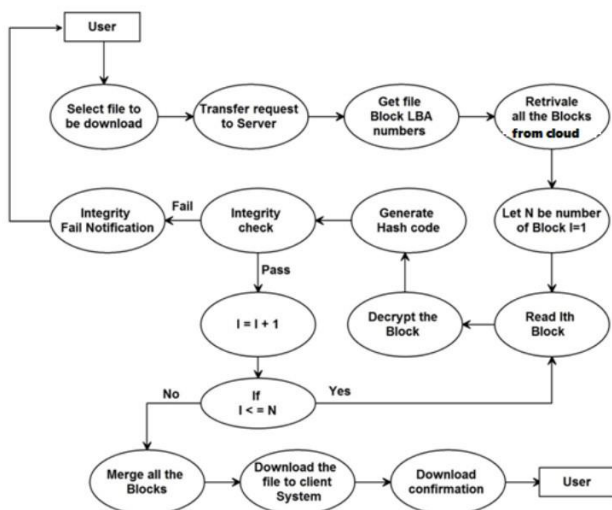 User
Select file to
be download
Transfer request
to Server
Get file
Block LBA
numbers
Retrivale
all the Blocks
from cloud
Integrity
Fail Notification
Fail
Integrity
check
Generate
Hash code
Let N be number
of Block I=1
Pass
I = I + 1
Decrypt the
Block
Read Ith
Block
No
If
I < = N
Yes
Merge all the
Blocks
Download the
file to client
System
Download
confirmation
User